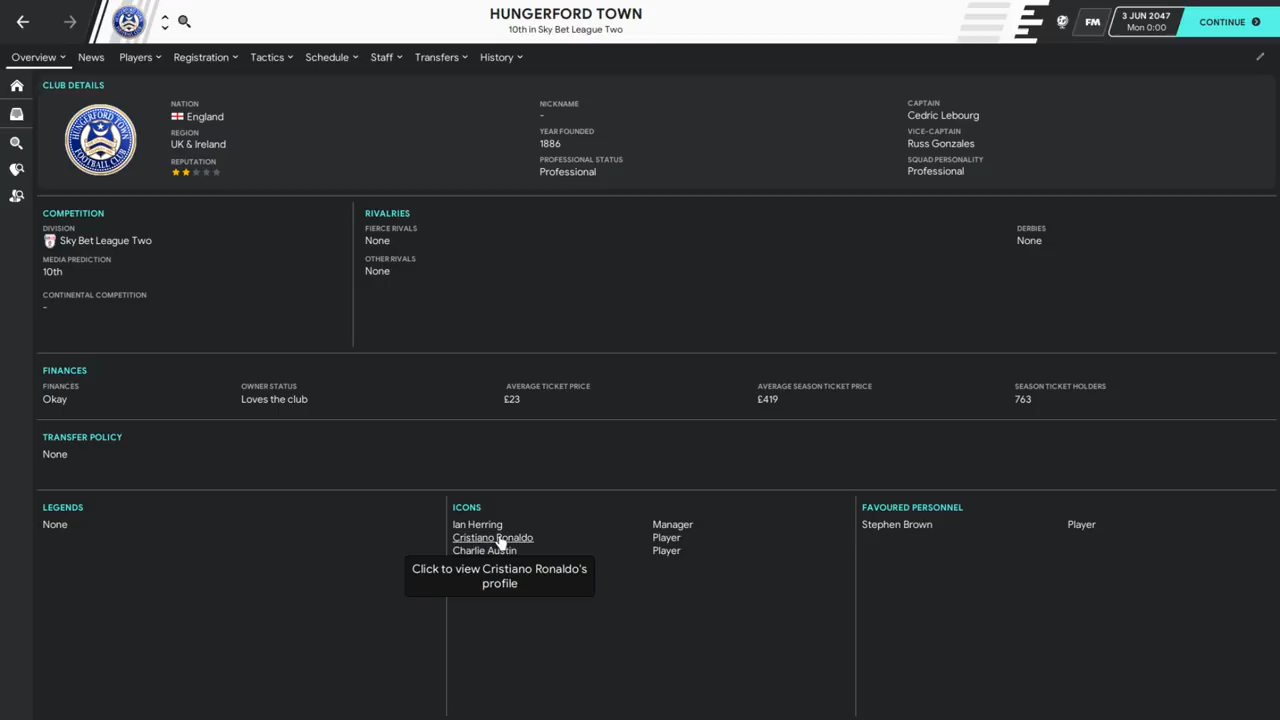 HUNGERFORD TOWN
10th in Sky Bet League Two
FM
3 JUN 2047
Mon 0:00
CONTINUE
Overview
News
Players
Registration
Tactics
Schedule
Staff
Transfers
History
CLUB DETAILS
HUNGERFORD TOWN
FOOTBALL CLUB
NATION
England
REGION
UK & Ireland
REPUTATION
NICKNAME
-
YEAR FOUNDED
1886
PROFESSIONAL STATUS
Professional
CAPTAIN
Cedric Lebourg
VICE-CAPTAIN
Russ Gonzales
SQUAD PERSONALITY
Professional
COMPETITION
DIVISION
Sky Bet League Two
MEDIA PREDICTION
10th
CONTINENTAL COMPETITION
-
RIVALRIES
FIERCE RIVALS
None
OTHER RIVALS
None
DERBIES
None
FINANCES
FINANCES
Okay
OWNER STATUS
Loves the club
AVERAGE TICKET PRICE
£23
AVERAGE SEASON TICKET PRICE
£419
SEASON TICKET HOLDERS
763
TRANSFER POLICY
None
LEGENDS
None
ICONS
Ian Herring Manager
Cristiano Ronaldo Player
Charlie Austin Player
Click to view Cristiano Ronaldo's
profile
FAVOURED PERSONNEL
Stephen Brown Player